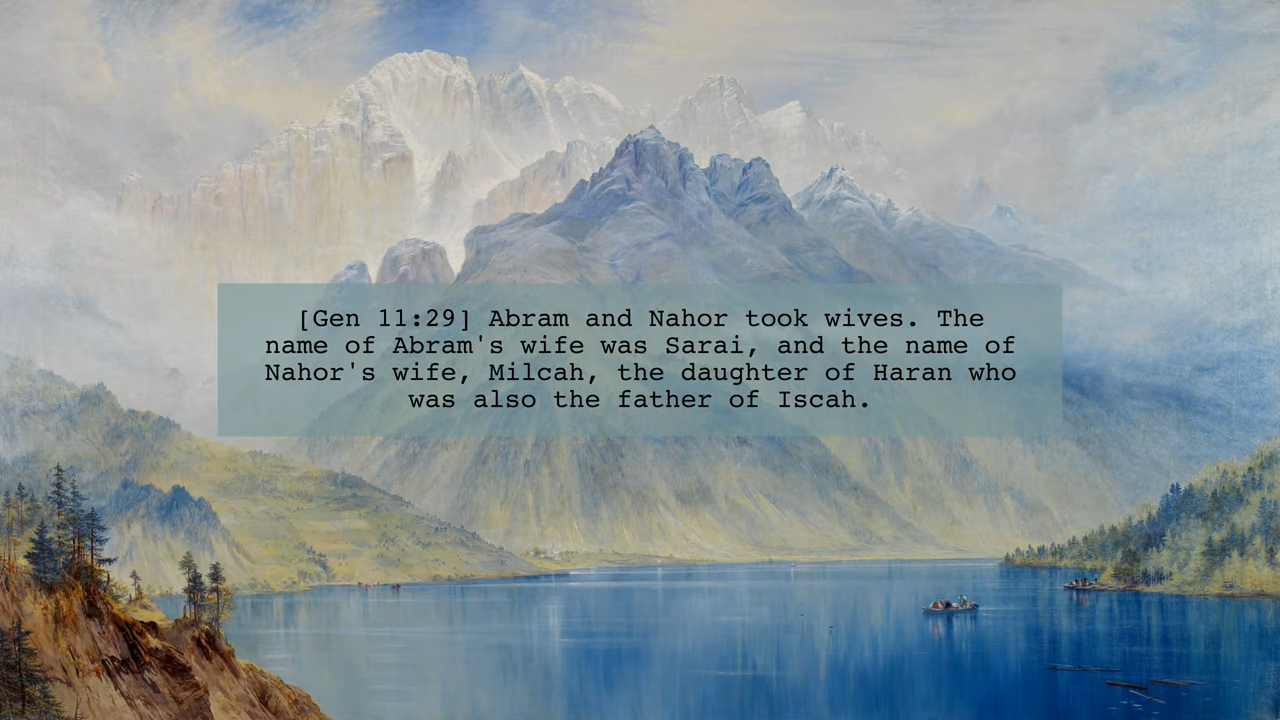 [Gen 11:29] Abram and Nahor took wives. The
name of Abram's wife was Sarai, and the name of
Nahor's wife, Milcah, the daughter of Haran who
was also the father of Iscah.